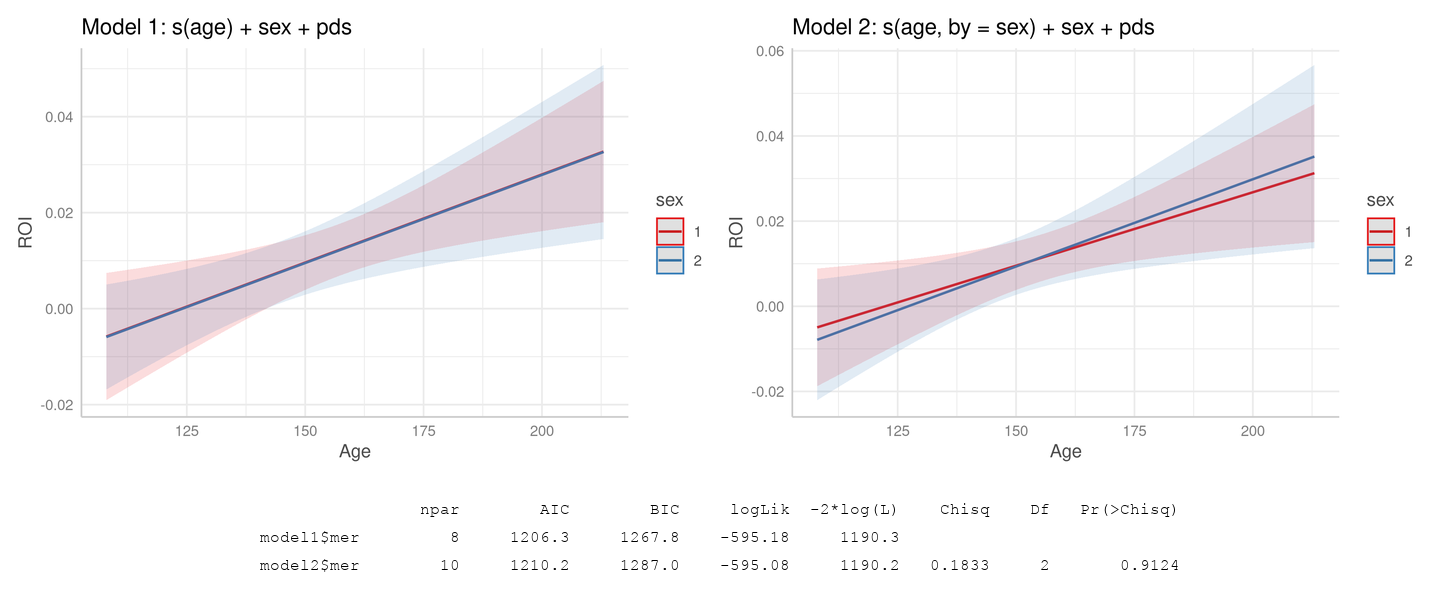 Model 1: s(age) + sex + pds
0.04
0.02
0.00
-0.02
ROI
125 150 175 200
Age
sex
1
2
Model 2: s(age, by = sex) + sex + pds
0.06
0.04
0.02
0.00
-0.02
ROI
125 150 175 200
Age
sex
1
2
npar AIC BIC logLik -2*log(L) Chisq Df Pr(>Chisq)
model1$mer 8 1206.3 1267.8 -595.18 1190.3
model2$mer 10 1210.2 1287.0 -595.08 1190.2 0.1833 2 0.9124